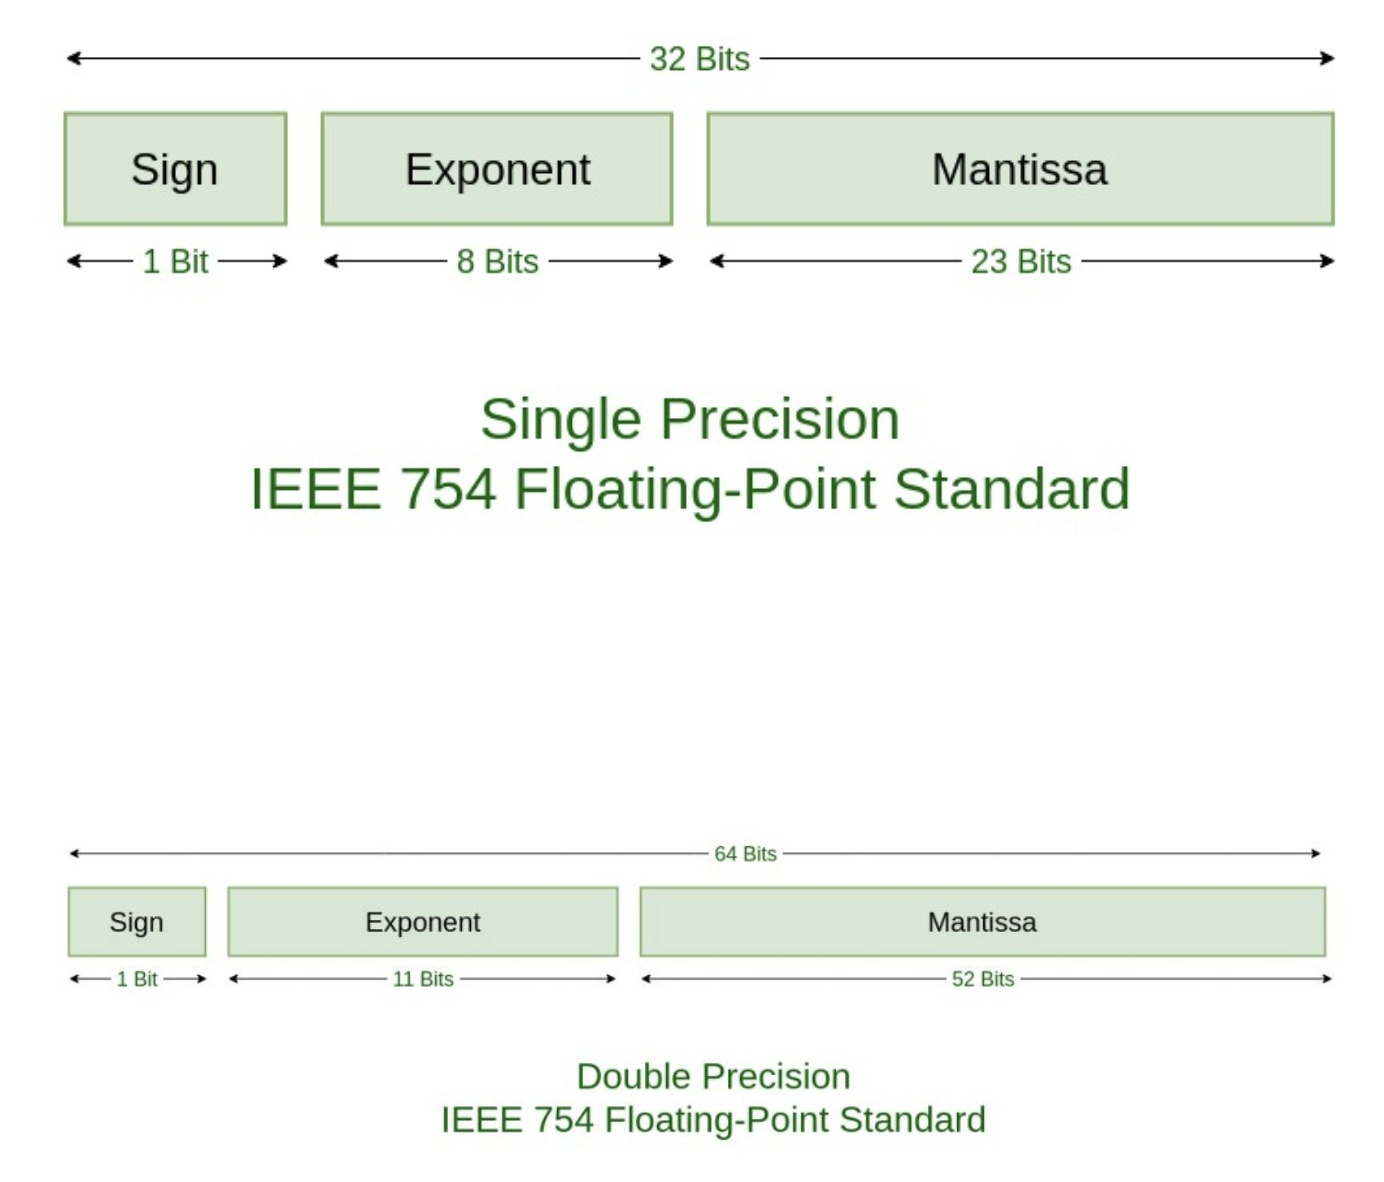 32 Bits
Sign Exponent Mantissa
1 Bit 8 Bits 23 Bits
Single Precision
IEEE 754 Floating-Point Standard
64 Bits
Sign Exponent Mantissa
1 Bit 11 Bits 52 Bits
Double Precision
IEEE 754 Floating-Point Standard